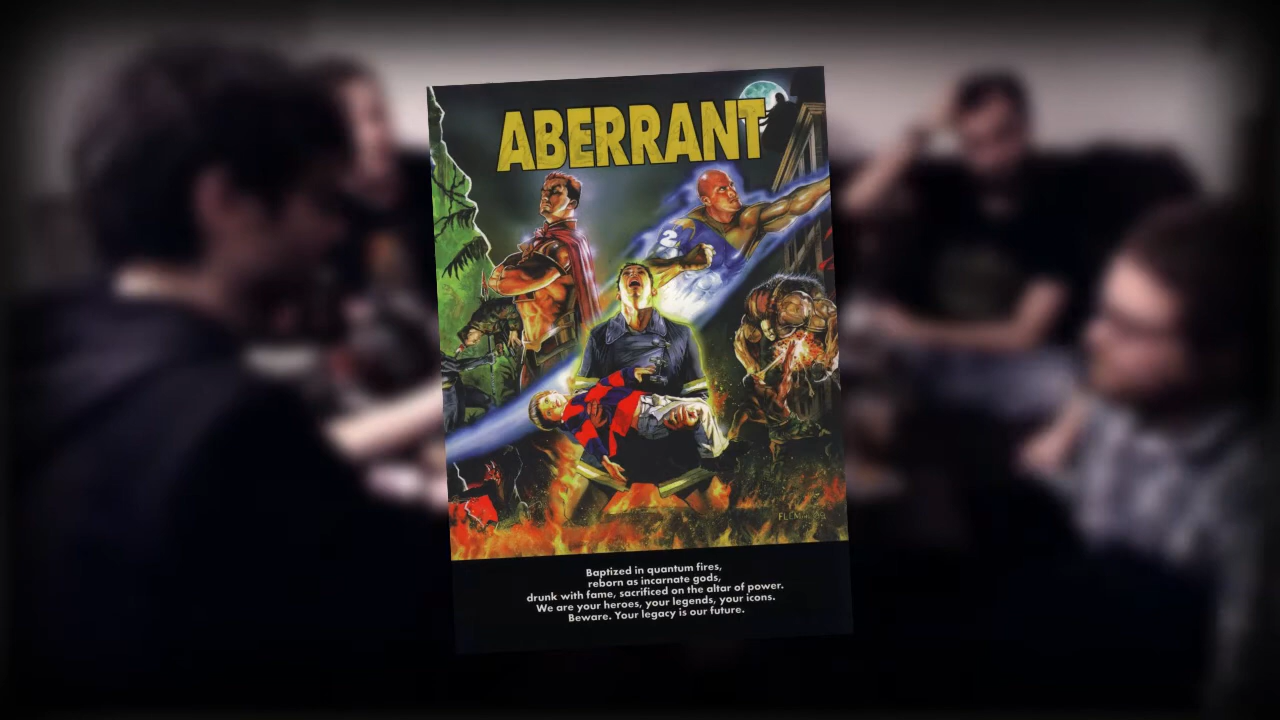 ABERRANT
2
Baptized in quantum fires,
reborn as incarnate gods,
drunk with fame, sacrificed on the altar of power.
We are your heroes, your legends, your icons.
Beware. Your legacy is our future.